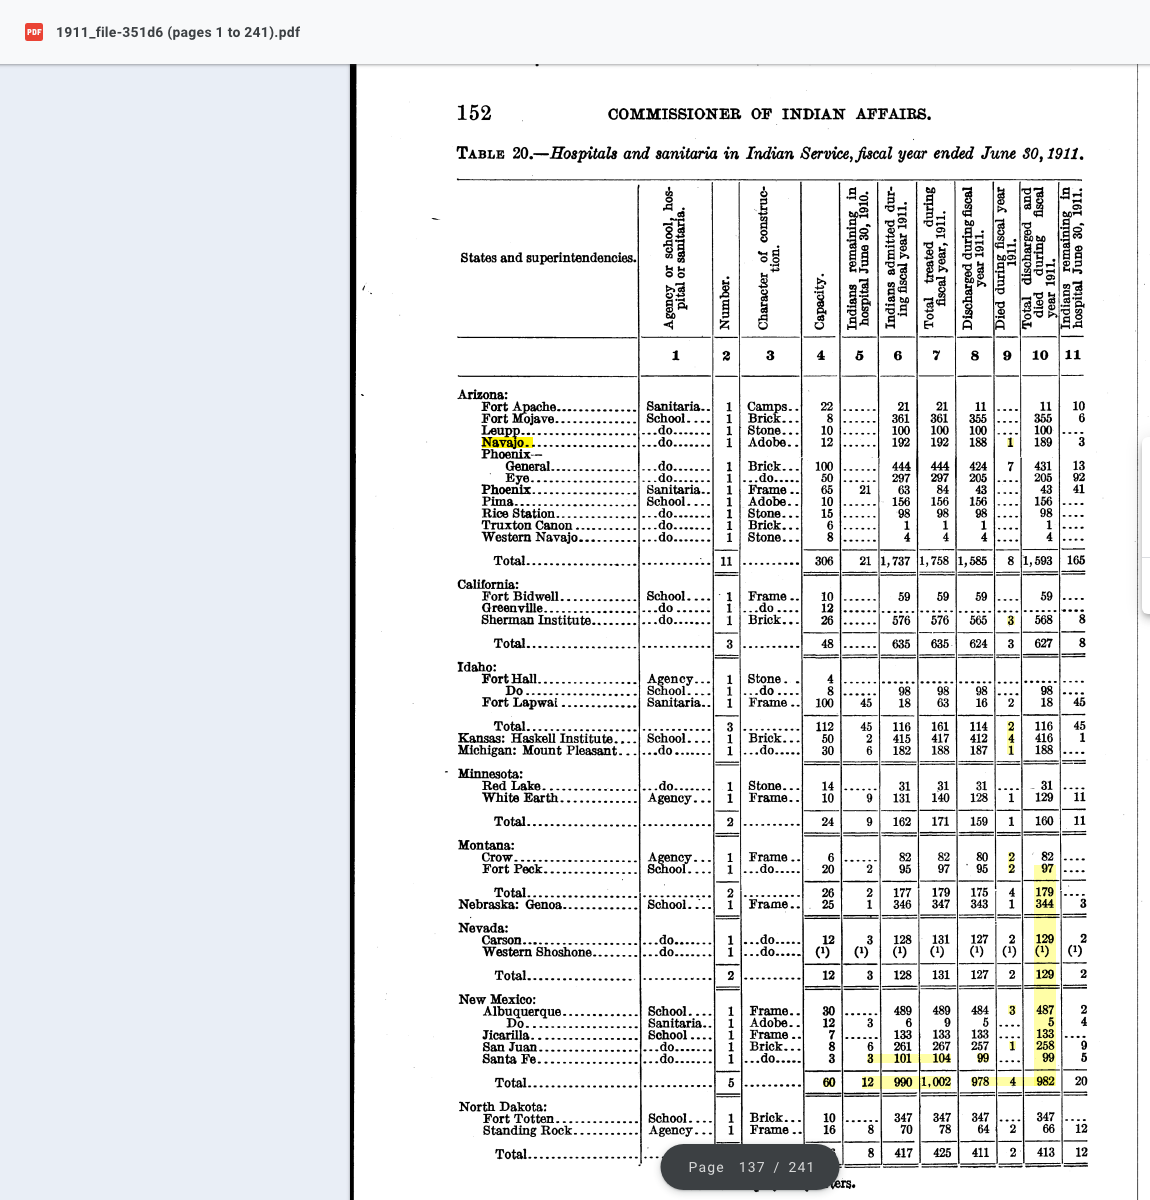 1911_file-351d6 (pages 1 to 241).pdf
152 COMMISSIONER OF INDIAN AFFAIRS.
TABLE 20.—Hospitals and sanitaria in Indian Service, fiscal year ended June 30, 1911.
States and superintendencies. Agency or school, hospital or sanitaria. Number. Character of construction. Capacity. Indians remaining in hospital June 30, 1910. Indians admitted during fiscal year 1911. Total treated during fiscal year, 1911. Discharged during fiscal year 1911. Died during fiscal year 1911. Total discharged and died during fiscal year 1911. Indians remaining in hospital June 30, 1911.
1 2 3 4 5 6 7 8 9 10 11
Arizona:
Fort Apache.............. Sanitaria.. 1 Camps.. 22 ...... 21 21 11 .... 11 10
Fort Mojave.............. School.... 1 Brick... 8 ...... 361 361 355 .... 355 6
Leupp.............. ...do....... 1 Stone... 10 ...... 100 100 100 .... 100 ....
Navajo.............. ...do....... 1 Adobe.. 12 ...... 192 192 188 1 189 3
Phoenix—
General.............. ...do....... 1 Brick... 100 ...... 444 444 424 7 431 13
Eye.............. ...do....... 1 ...do.... 50 ...... 297 297 205 .... 205 92
Phoenix.............. Sanitaria.. 1 Frame.. 65 21 63 84 43 .... 43 41
Pima.............. School.... 1 Adobe.. 10 ...... 156 156 156 .... 156 ....
Rice Station.............. ...do....... 1 Stone... 15 ...... 98 98 98 .... 98 ....
Truxton Canon.............. ...do....... 1 Brick... 6 ...... 1 1 1 .... 1 ....
Western Navajo.............. ...do....... 1 Stone... 8 ...... 4 4 4 .... 4 ....
Total.............. ............ 11 .......... 306 21 1,737 1,758 1,585 8 1,593 165
California:
Fort Bidwell.............. School.... 1 Frame.. 10 ...... 59 59 59 .... 59 ....
Greenville.............. ...do...... 1 ...do.... 12 ...... ...... ...... ...... .... ...... ....
Sherman Institute.............. ...do....... 1 Brick... 26 ...... 576 576 565 3 568 8
Total.............. ............ 3 .......... 48 ...... 635 635 624 3 627 8
Idaho:
Fort Hall.............. Agency... 1 Stone. . 4 ...... ...... ...... ...... .... ...... ....
Do.............. School.... 1 ...do.... 8 ...... 98 98 98 .... 98 ....
Fort Lapwai.............. Sanitaria.. 1 Frame.. 100 45 18 63 16 2 18 45
Total.............. ............ 3 .......... 112 45 116 161 114 2 116 45
Kansas: Haskell Institute.... School.... 1 Brick... 50 2 415 417 412 4 416 1
Michigan: Mount Pleasant... ...do....... 1 ...do..... 30 6 182 188 187 1 188 ....
Minnesota:
Red Lake.............. ...do....... 1 Stone... 14 ...... 31 31 31 .... 31 ....
White Earth.............. Agency... 1 Frame.. 10 9 131 140 128 1 129 11
Total.............. ............ 2 .......... 24 9 162 171 159 1 160 11
Montana:
Crow.............. Agency... 1 Frame.. 6 ...... 82 82 80 2 82 ....
Fort Peck.............. School.... 1 ...do..... 20 2 95 97 95 2 97 ....
Total.............. ............ 2 .......... 26 2 177 179 175 4 179 ....
Nebraska: Genoa.............. School.... 1 Frame.. 25 1 346 347 343 1 344 3
Nevada:
Carson.............. ...do....... 1 ...do..... 12 3 128 131 127 2 129 2
Western Shoshone.............. ...do....... 1 ...do..... (¹) (¹) (¹) (¹) (¹) (¹) (¹) (¹)
Total.............. ............ 2 .......... 12 3 128 131 127 2 129 2
New Mexico:
Albuquerque.............. School.... 1 Frame.. 30 ...... 489 489 484 3 487 2
Do.............. Sanitaria.. 1 Adobe.. 12 3 6 9 5 .... 5 4
Jicarilla.............. School.... 1 Frame.. 7 ...... 133 133 133 .... 133 ....
San Juan.............. ...do....... 1 Brick... 8 6 261 267 257 1 258 9
Santa Fe.............. ...do....... 1 ...do.... 3 3 101 104 99 .... 99 5
Total.............. ............ 5 .......... 60 12 990 1,002 978 4 982 20
North Dakota:
Fort Totten.............. School.... 1 Brick... 10 ...... 347 347 347 .... 347 ....
Standing Rock.............. Agency... 1 Frame.. 16 8 70 78 64 2 66 12
Total.............. 8 417 425 411 2 413 12
Page 137 / 241